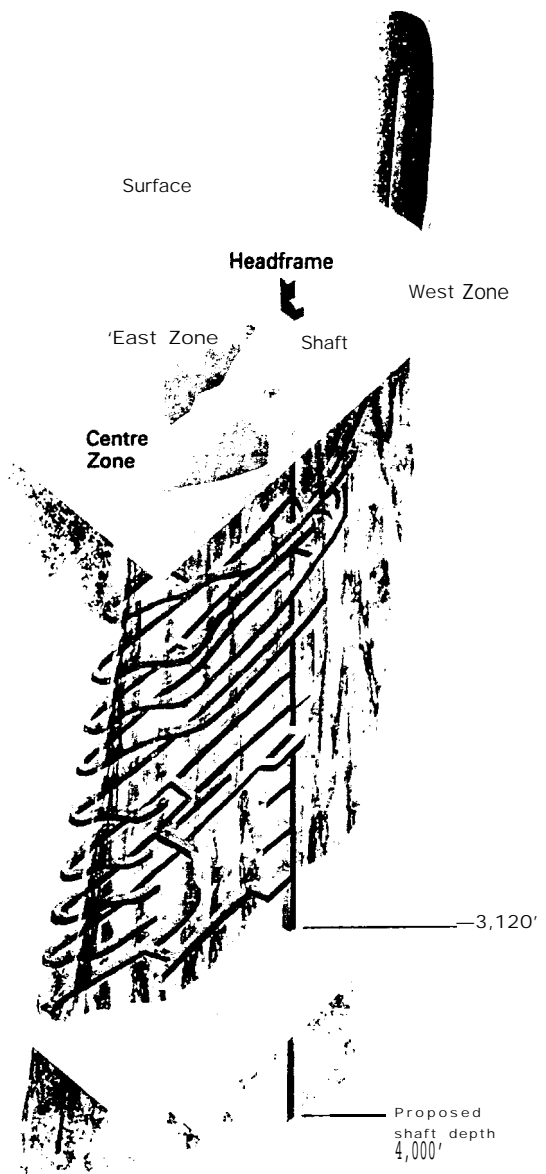 Surface
Headframe
West Zone
'East Zone
Shaft
Centre
Zone
—3,120'
Proposed
shaft depth
4,000'